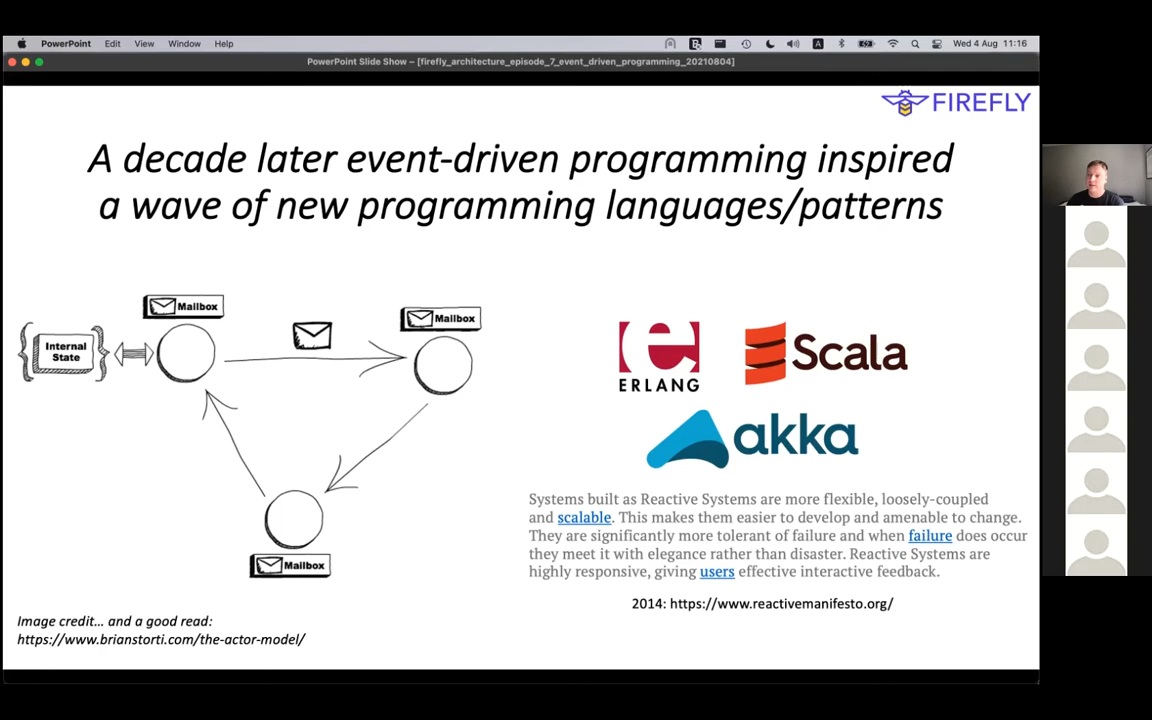 PowerPoint Edit View Window Help A Wed 4 Aug 11:16
PowerPoint Slide Show – [firefly_architecture_episode_7_event_driven_programming_20210804]
FIREFLY
A decade later event-driven programming inspired
a wave of new programming languages/patterns
Mailbox
Mailbox
Internal
State
Mailbox
e
ERLANG
Scala
akka
Systems built as Reactive Systems are more flexible, loosely-coupled
and scalable. This makes them easier to develop and amenable to change.
They are significantly more tolerant of failure and when failure does occur
they meet it with elegance rather than disaster. Reactive Systems are
highly responsive, giving users effective interactive feedback.
2014: https://www.reactivemanifesto.org/
Image credit... and a good read:
https://www.brianstorti.com/the-actor-model/